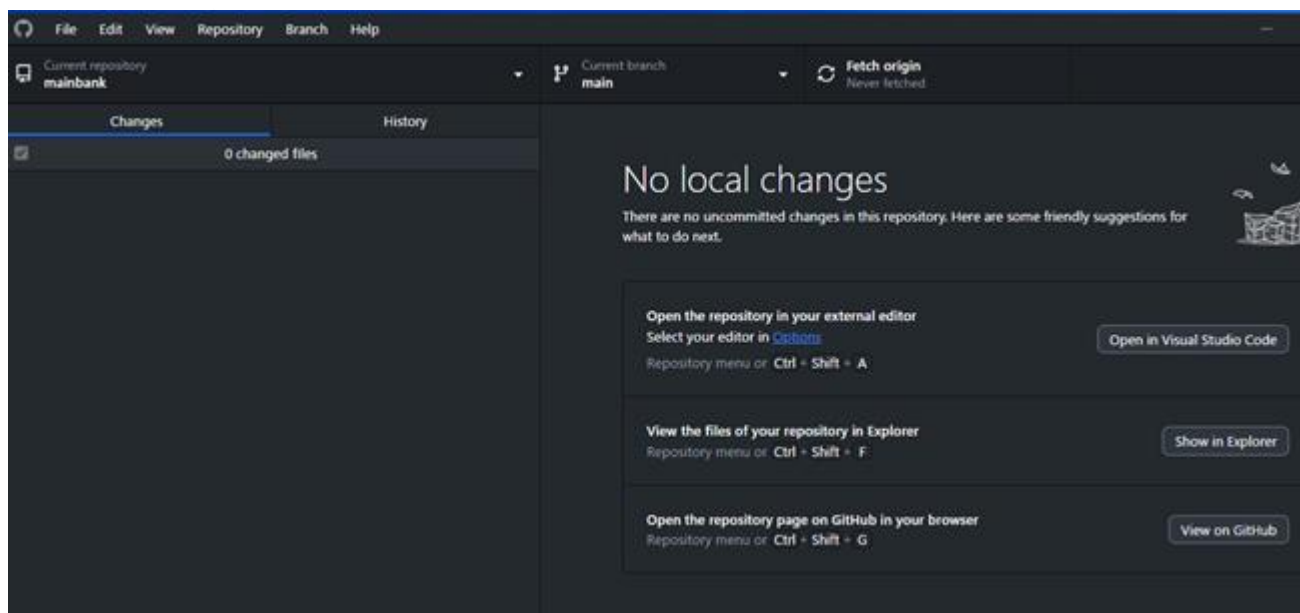 File Edit View Repository Branch Help
Current repository
mainbank
Current branch
main
Fetch origin
Never fetched
Changes History
0 changed files
No local changes
There are no uncommitted changes in this repository. Here are some friendly suggestions for
what to do next.
Open the repository in your external editor
Select your editor in Options
Repository menu or Ctrl + Shift + A
Open in Visual Studio Code
View the files of your repository in Explorer
Repository menu or Ctrl + Shift + F
Show in Explorer
Open the repository page on GitHub in your browser
Repository menu or Ctrl + Shift + G
View on GitHub